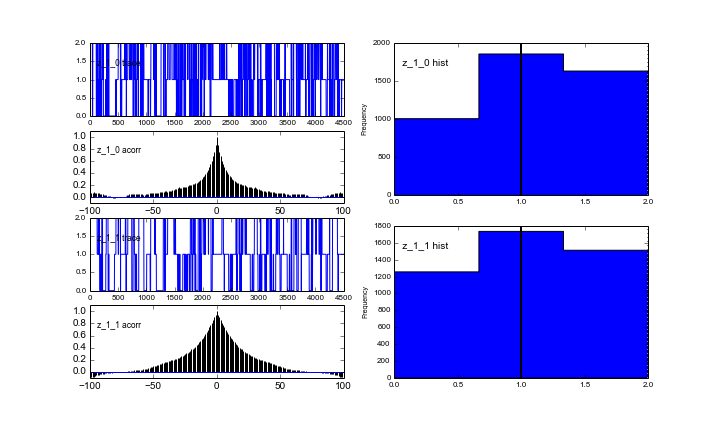 2.0
1.5
z_1_0 trace
1.0
0.5
0.0
0 500 1000 1500 2000 2500 3000 3500 4000 4500
1.0
0.8
z_1_0 acorr
0.6
0.4
0.2
0.0
−100 −50 0 50 100
2.0
1.5
z_1_1 trace
1.0
0.5
0.0
0 500 1000 1500 2000 2500 3000 3500 4000 4500
1.0
0.8
z_1_1 acorr
0.6
0.4
0.2
0.0
−100 −50 0 50 100
2000
z_1_0 hist
1500
Frequency
1000
500
0
0.0 0.5 1.0 1.5 2.0
1800
1600
z_1_1 hist
1400
1200
1000
Frequency
800
600
400
200
0
0.0 0.5 1.0 1.5 2.0